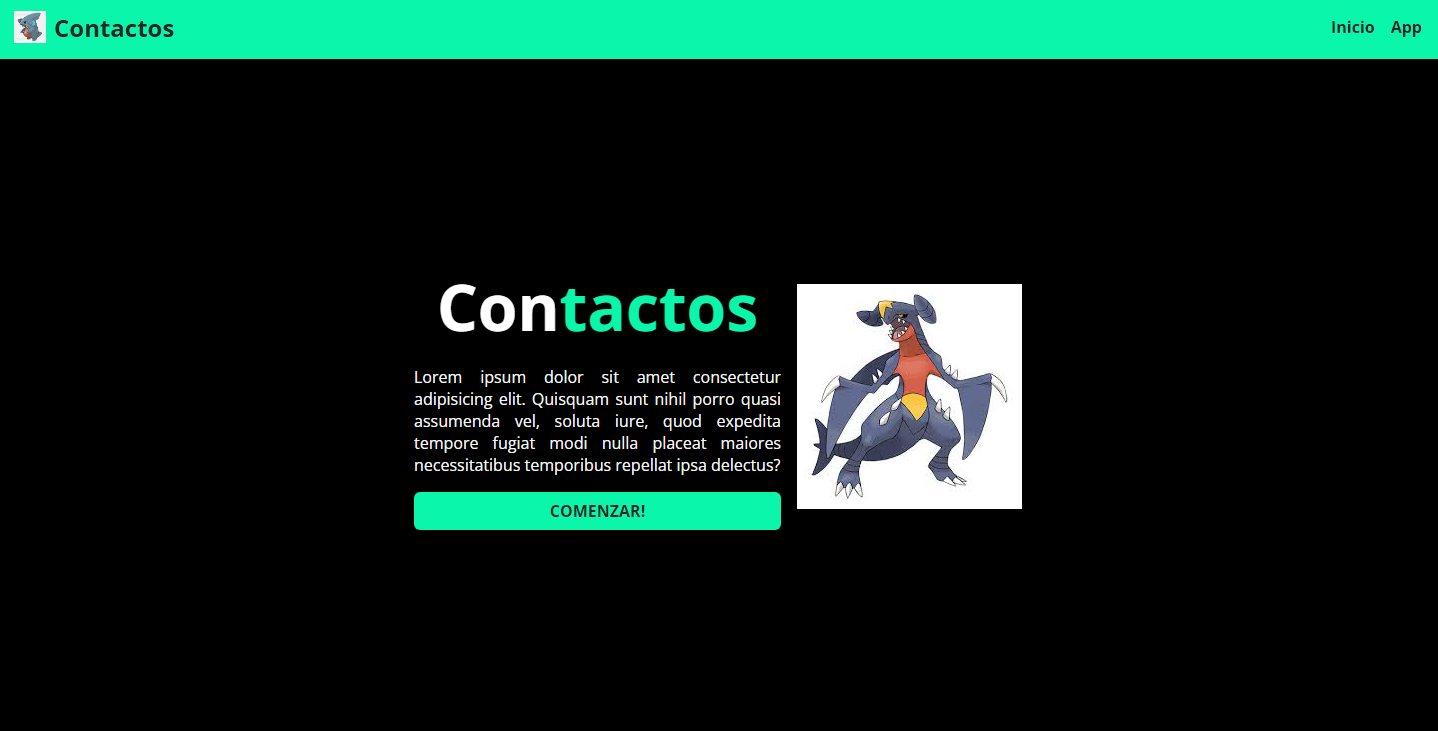 Contactos
Inicio App
Contactos
Lorem ipsum dolor sit amet consectetur
adipisicing elit. Quisquam sunt nihil porro quasi
assumenda vel, soluta iure, quod expedita
tempore fugiat modi nulla placeat maiores
necessitatibus temporibus repellat ipsa delectus?
COMENZAR!